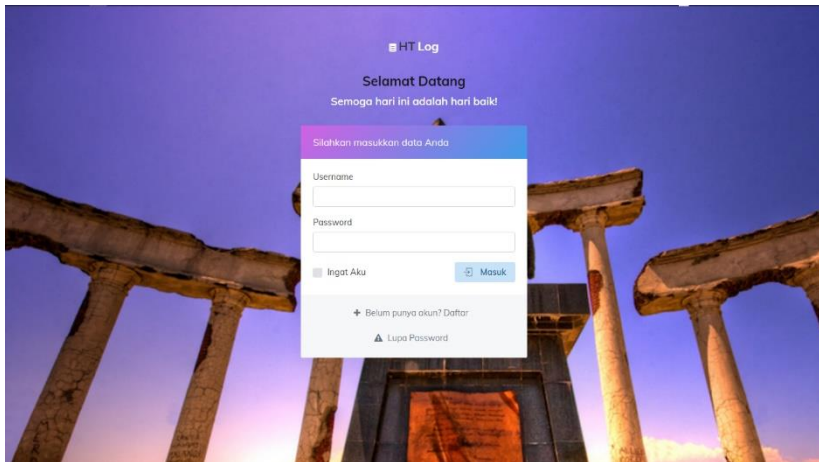 HT Log
Selamat Datang
Semoga hari ini adalah hari baik!
Silahkan masukkan data Anda
Username
Password
Ingat Aku
Masuk
Belum punya akun? Daftar
Lupa Password